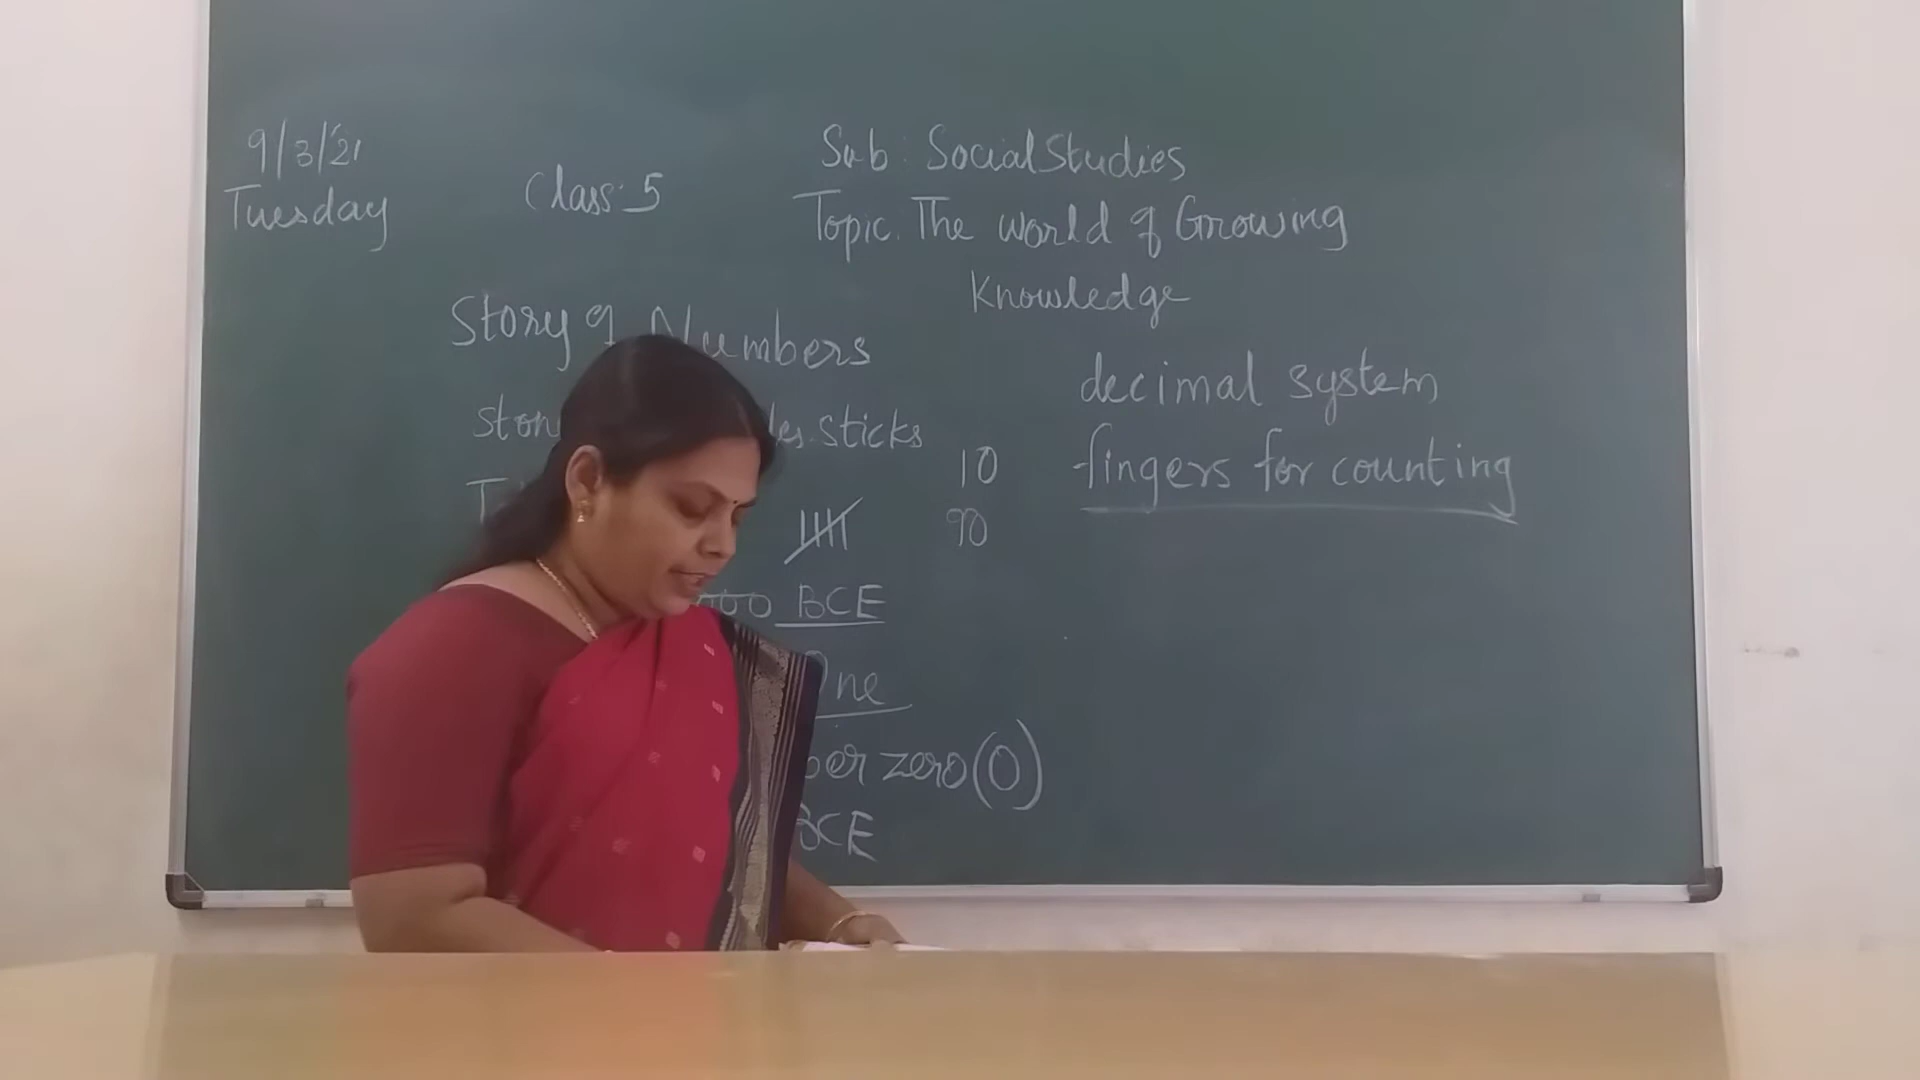 9/3/'21
Tuesday
Class: 5
Sub: Social Studies
Topic. The World of Growing
Knowledge
Story of Numbers
sticks
10
90
BCE
One
zero (0)
BCE
decimal system
fingers for counting